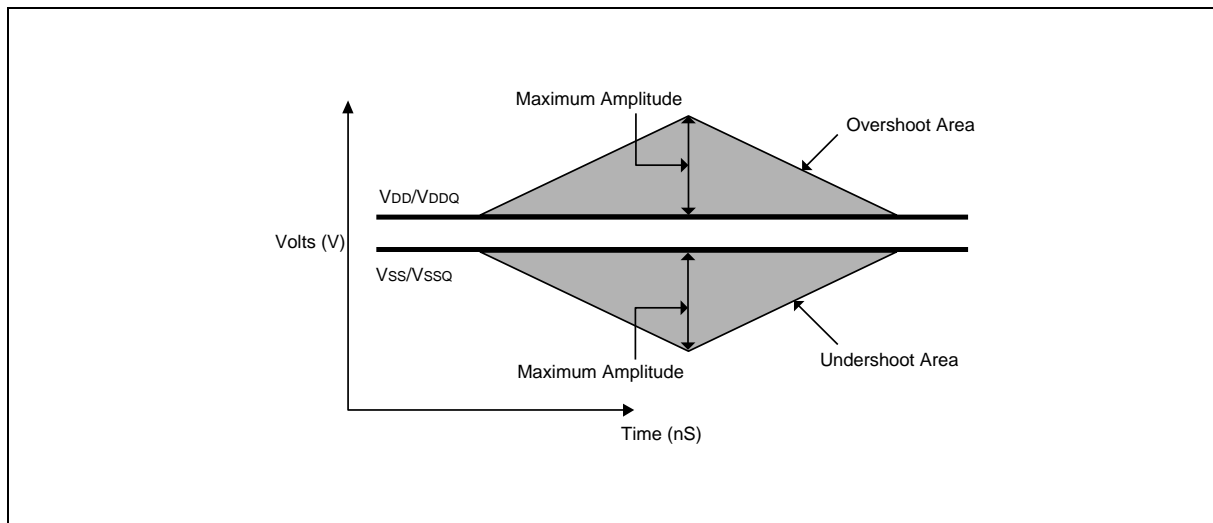 Maximum Amplitude
Overshoot Area
VDD/VDDQ
Volts (V)
VSS/VSSQ
Maximum Amplitude
Undershoot Area
Time (nS)